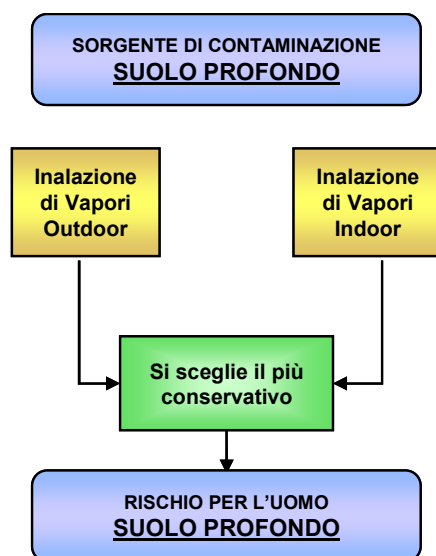 SORGENTE DI CONTAMINAZIONE
SUOLO PROFONDO
Inalazione
di Vapori
Outdoor
Inalazione
di Vapori
Indoor
Si sceglie il più
conservativo
RISCHIO PER L'UOMO
SUOLO PROFONDO